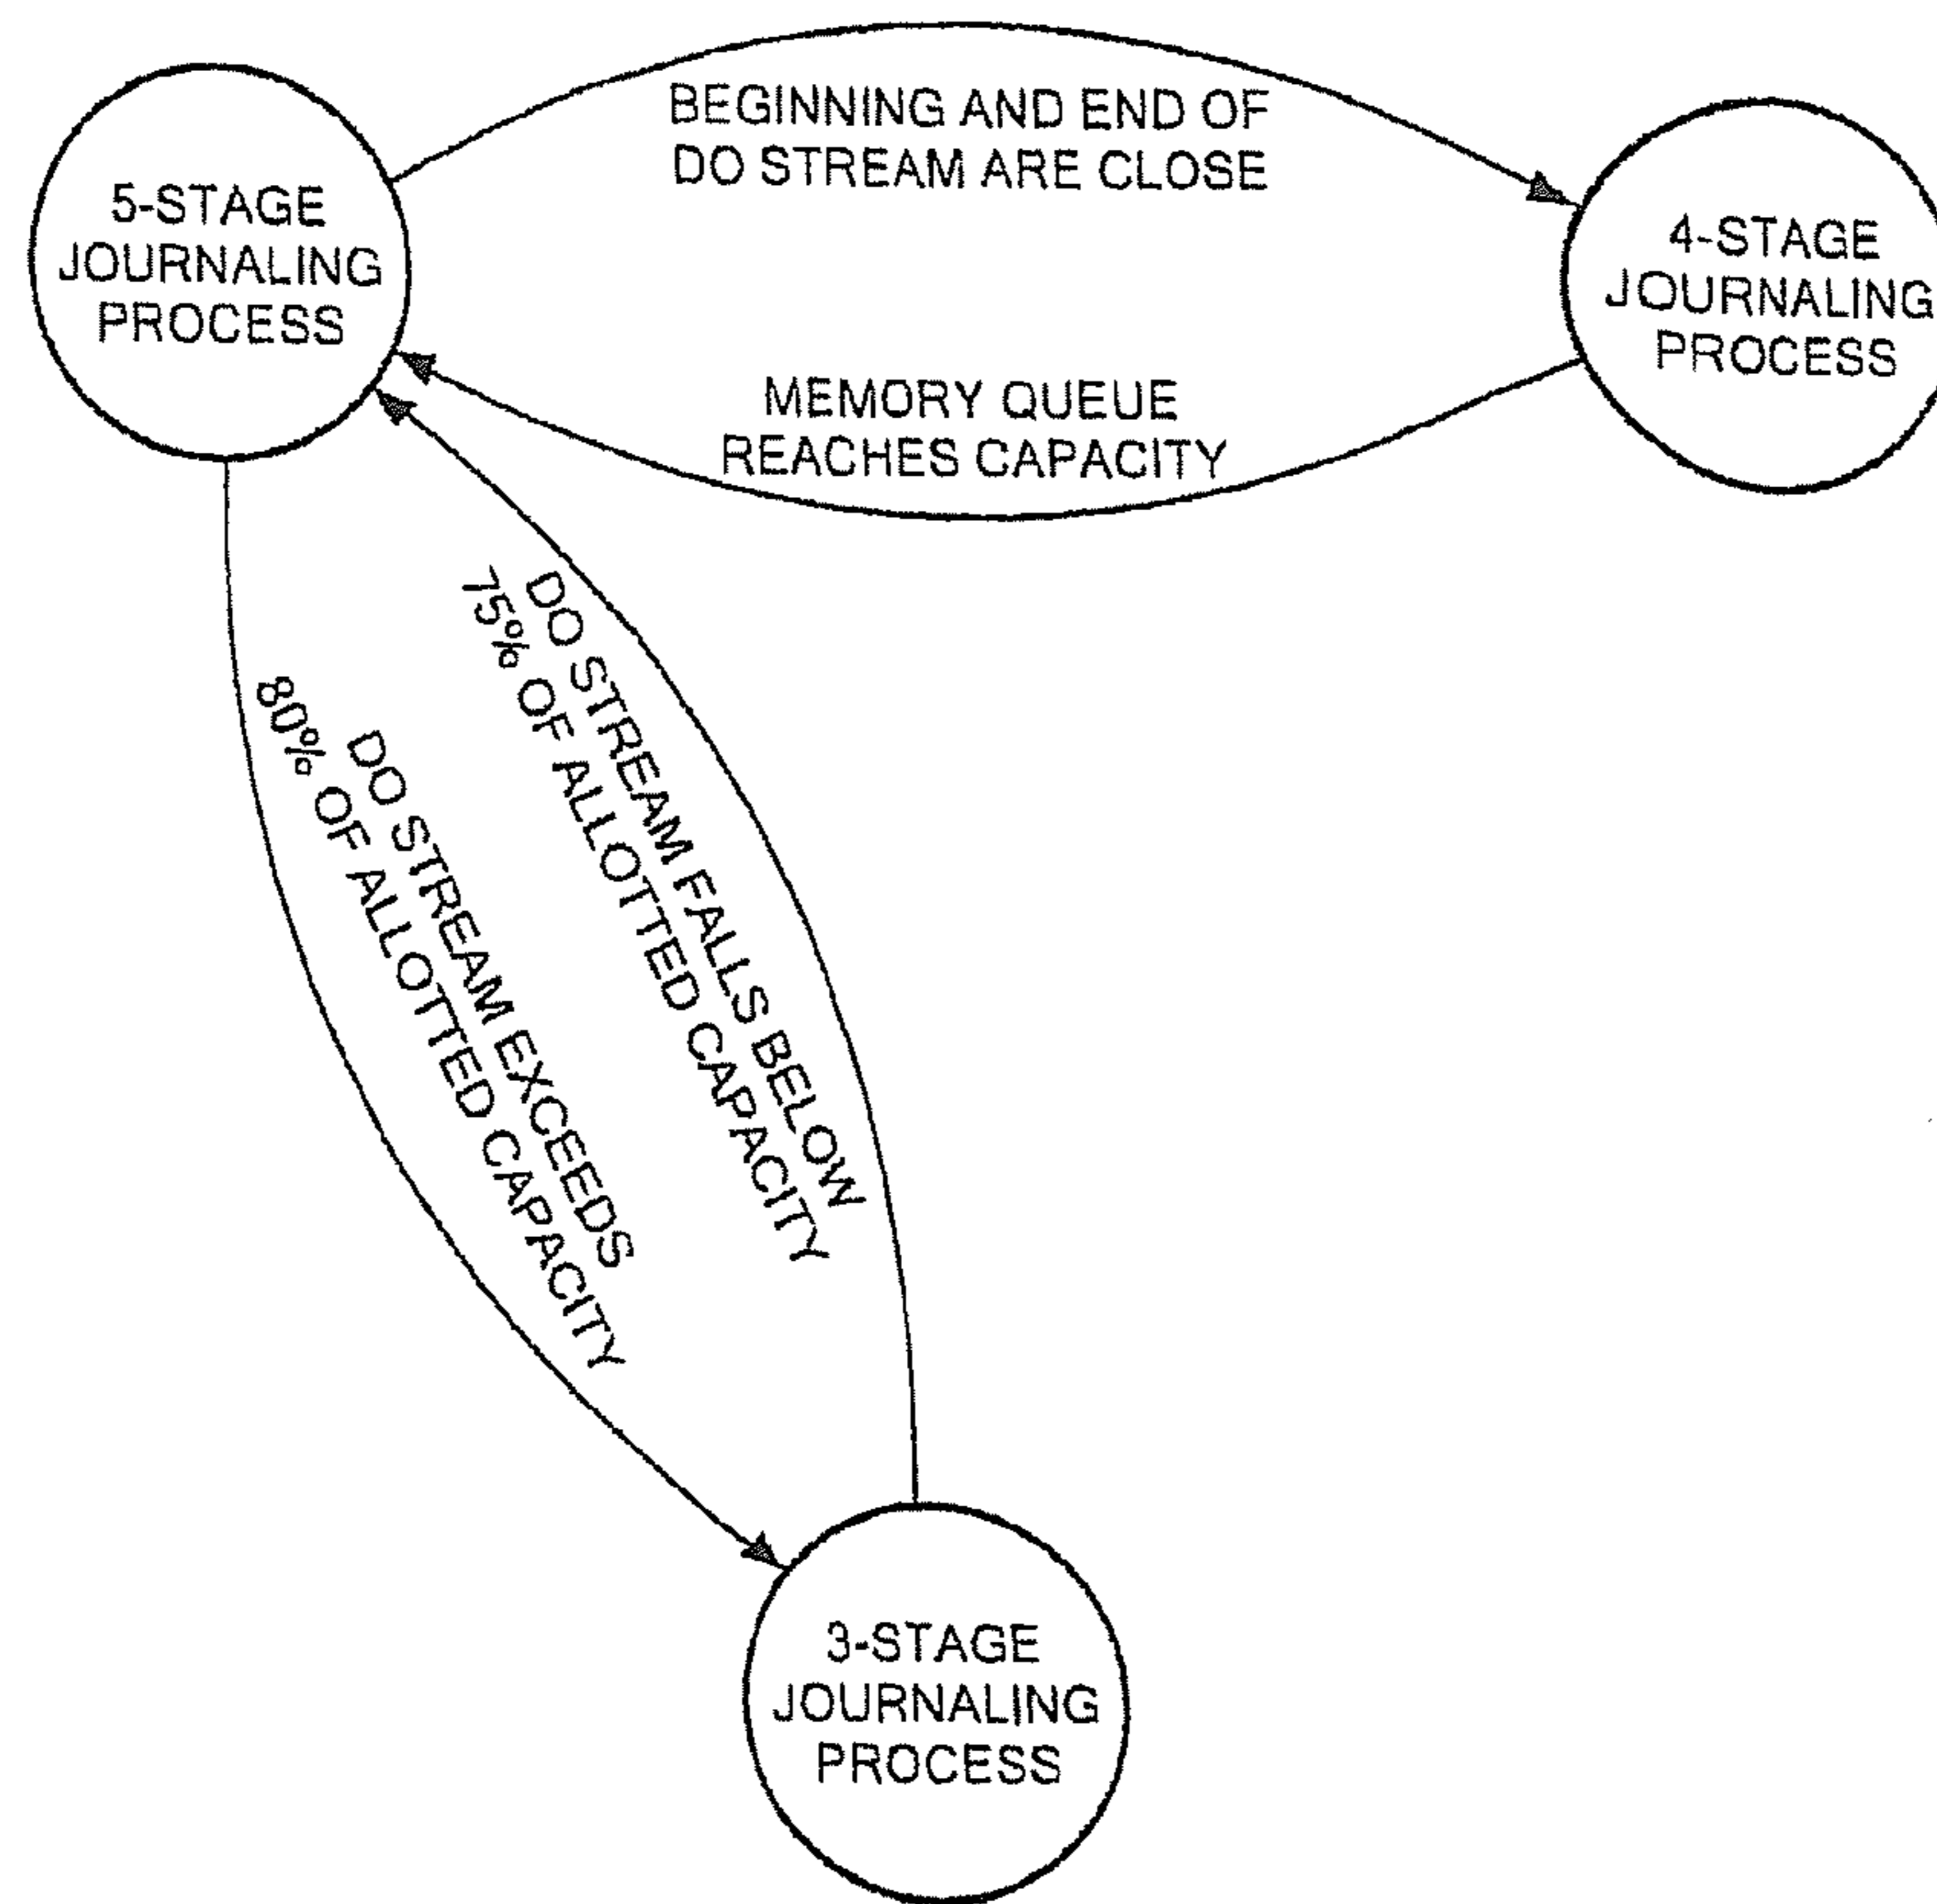 BEGINNING AND END OF
DO STREAM ARE CLOSE
5-STAGE
JOURNALING
PROCESS
4-STAGE
JOURNALING
PROCESS
MEMORY QUEUE
REACHES CAPACITY
DO STREAM FALLS BELOW
75% OF ALLOTTED CAPACITY
DO STREAM EXCEEDS
80% OF ALLOTTED CAPACITY
3-STAGE
JOURNALING
PROCESS